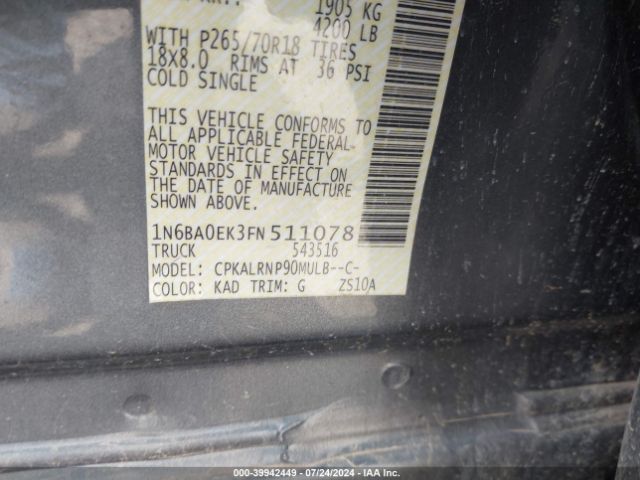 1905 KG
4200 LB
WITH P265/70R18 TIRES
18X8.0 RIMS AT 36 PSI
COLD SINGLE
THIS VEHICLE CONFORMS TO
ALL APPLICABLE FEDERAL
MOTOR VEHICLE SAFETY
STANDARDS IN EFFECT ON
THE DATE OF MANUFACTURE
SHOWN ABOVE.
1N6BA0EK3FN511078
TRUCK 543516
MODEL: CPKALRNP90MULB--C-
COLOR: KAD TRIM: G ZS10A
000-39942449 - 07/24/2024 - IAA Inc.